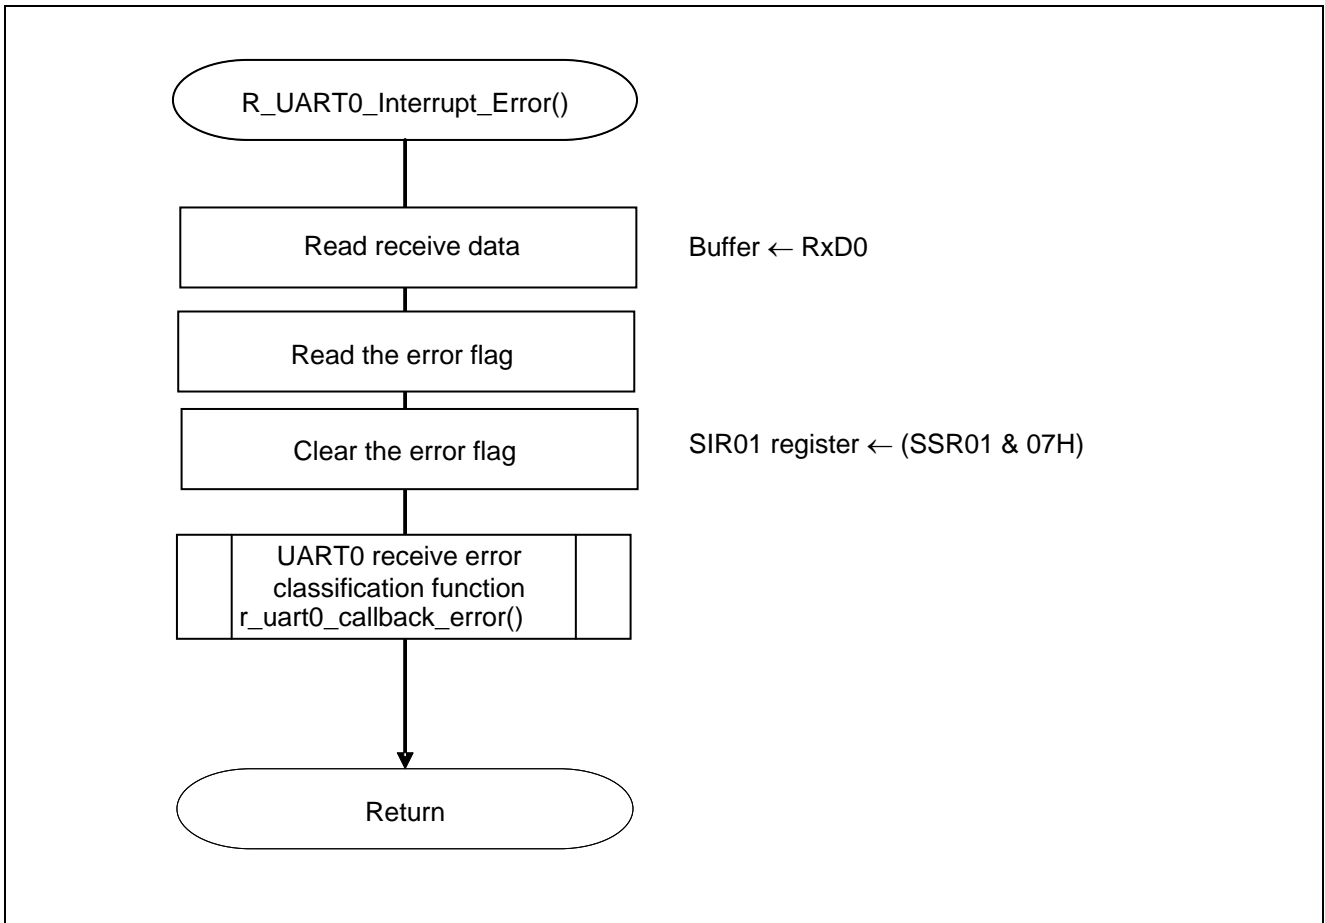 R_UART0_Interrupt_Error()
Read receive data
Buffer ← RxD0
Read the error flag
Clear the error flag
SIR01 register ← (SSR01 & 07H)
UART0 receive error
classification function
r_uart0_callback_error()
Return